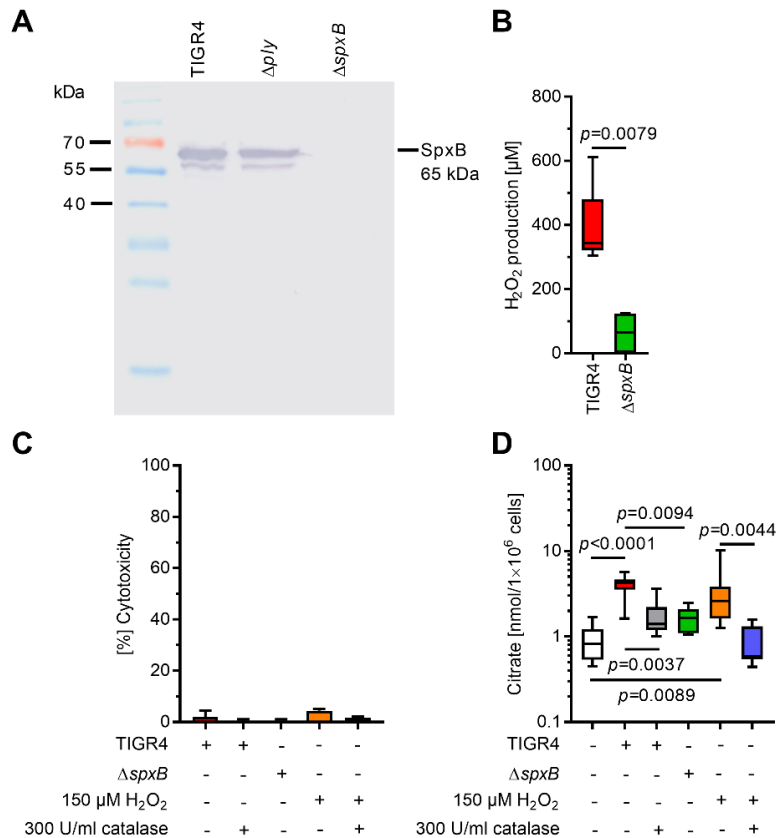 A
TIGR4
Δply
ΔspxB
kDa
70
55
40
SpxB
65 kDa
B
H₂O₂ production [µM]
800
600
400
200
0
p=0.0079
TIGR4
ΔspxB
C
[%] Cytotoxicity
100
80
60
40
20
0
TIGR4 + + - - -
ΔspxB - - + - -
150 µM H₂O₂ - - - + +
300 U/ml catalase - + - - +
D
Citrate [nmol/1×10⁶ cells]
100
10
1
0.1
p=0.0094
p<0.0001
p=0.0044
p=0.0037
p=0.0089
TIGR4 - + + - - -
ΔspxB - - - + - -
150 µM H₂O₂ - - - - + +
300 U/ml catalase - - + - - +